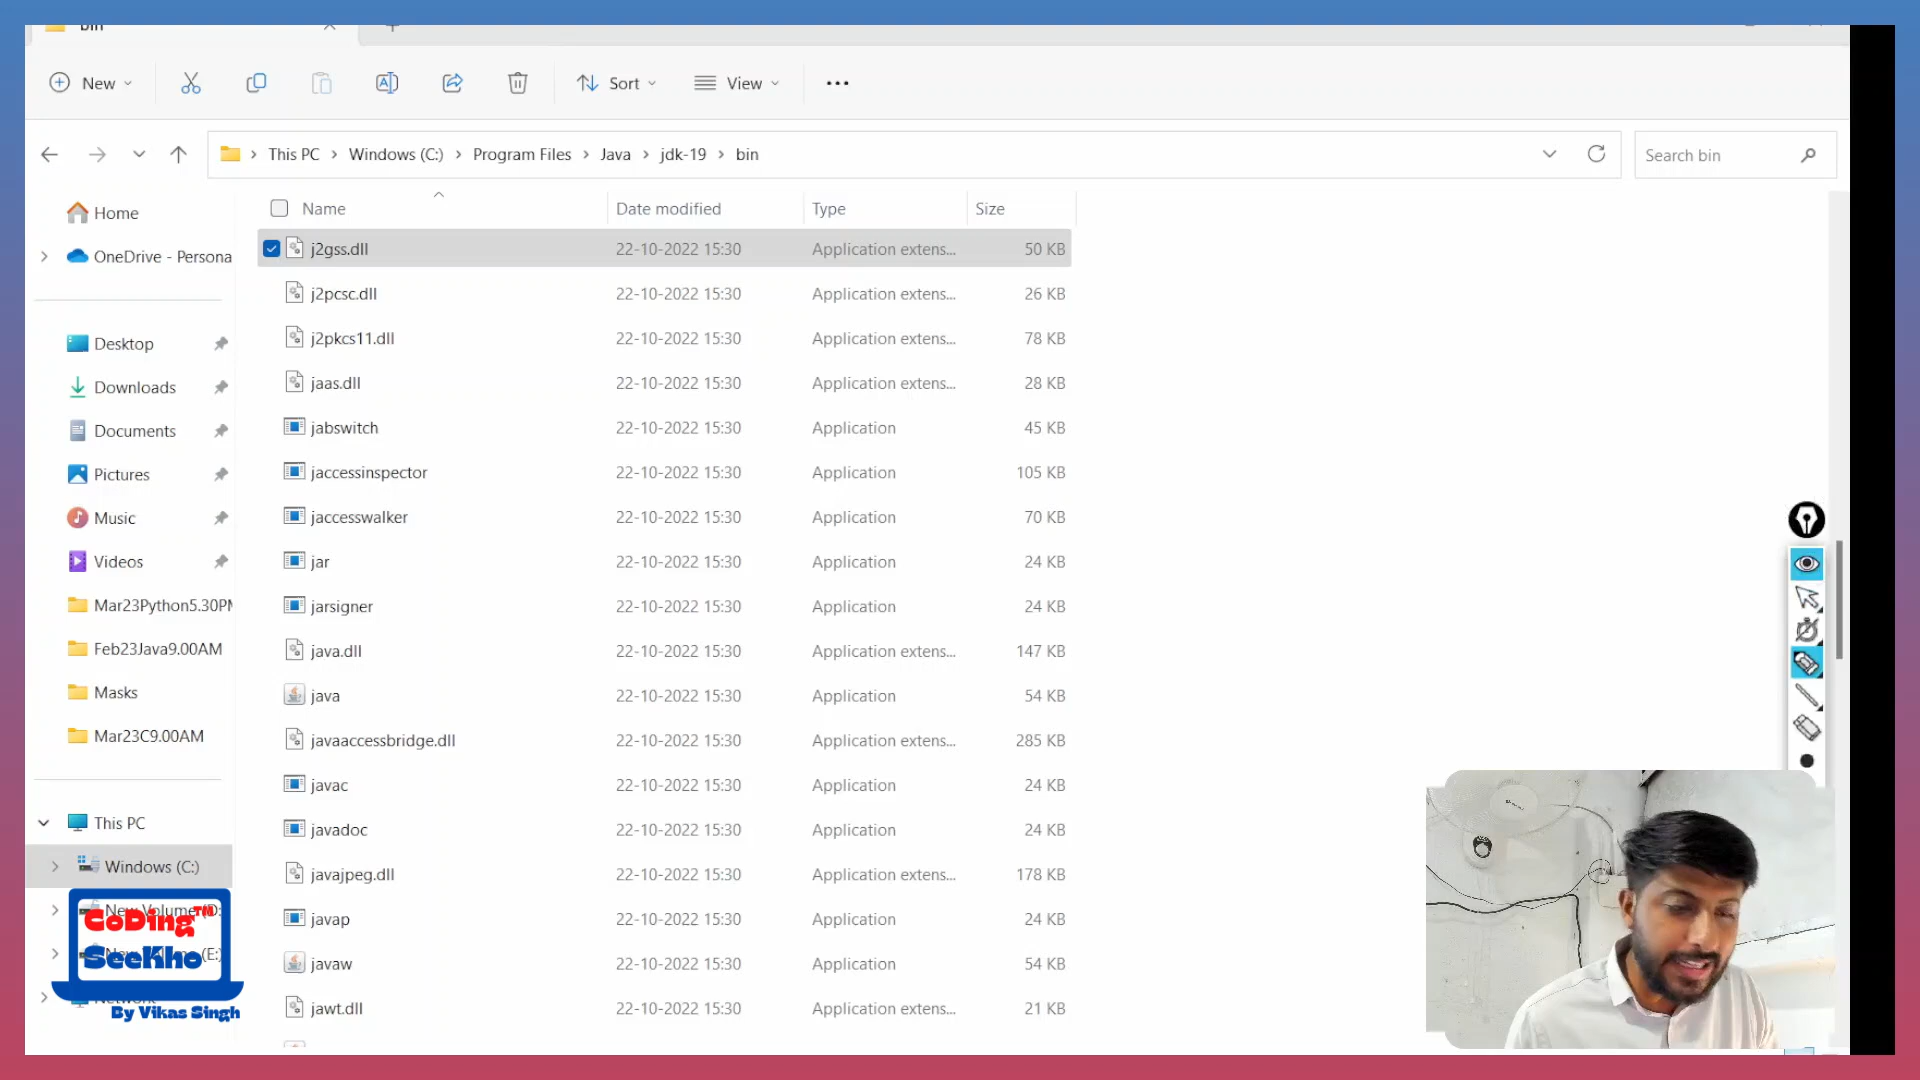 bin
New
Sort
View
This PC > Windows (C:) > Program Files > Java > jdk-19 > bin
Search bin
Name Date modified Type Size
j2gss.dll 22-10-2022 15:30 Application extens... 50 KB
j2pcsc.dll 22-10-2022 15:30 Application extens... 26 KB
j2pkcs11.dll 22-10-2022 15:30 Application extens... 78 KB
jaas.dll 22-10-2022 15:30 Application extens... 28 KB
jabswitch 22-10-2022 15:30 Application 45 KB
jaccessinspector 22-10-2022 15:30 Application 105 KB
jaccesswalker 22-10-2022 15:30 Application 70 KB
jar 22-10-2022 15:30 Application 24 KB
jarsigner 22-10-2022 15:30 Application 24 KB
java.dll 22-10-2022 15:30 Application extens... 147 KB
java 22-10-2022 15:30 Application 54 KB
javaaccessbridge.dll 22-10-2022 15:30 Application extens... 285 KB
javac 22-10-2022 15:30 Application 24 KB
javadoc 22-10-2022 15:30 Application 24 KB
javajpeg.dll 22-10-2022 15:30 Application extens... 178 KB
javap 22-10-2022 15:30 Application 24 KB
javaw 22-10-2022 15:30 Application 54 KB
jawt.dll 22-10-2022 15:30 Application extens... 21 KB
Home
OneDrive - Persona
Desktop
Downloads
Documents
Pictures
Music
Videos
Mar23Python5.30PM
Feb23Java9.00AM
Masks
Mar23C9.00AM
This PC
Windows (C:)
New Volume (D:
(E:)
Network
CoDing™
SeeKho
By Vikas Singh